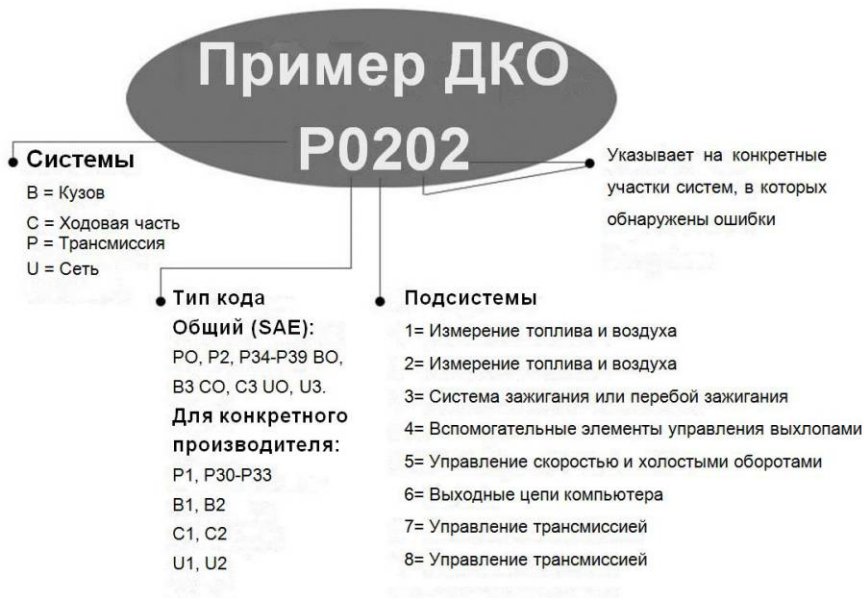 Пример ДКО
P0202
Системы
B = Кузов
C = Ходовая часть
P = Трансмиссия
U = Сеть
Указывает на конкретные
участки систем, в которых
обнаружены ошибки
Тип кода
Общий (SAE):
PO, P2, P34-P39 BO,
B3 CO, C3 UO, U3.
Для конкретного
производителя:
P1, P30-P33
B1, B2
C1, C2
U1, U2
Подсистемы
1= Измерение топлива и воздуха
2= Измерение топлива и воздуха
3= Система зажигания или перебой зажигания
4= Вспомогательные элементы управления выхлопами
5= Управление скоростью и холостыми оборотами
6= Выходные цепи компьютера
7= Управление трансмиссией
8= Управление трансмиссией